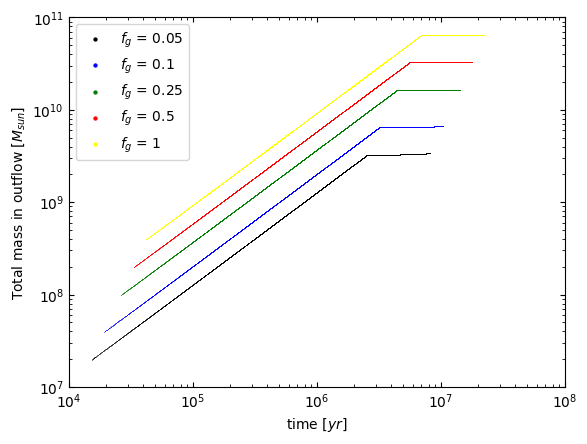 10^11
10^10
10^9
10^8
10^7
Total mass in outflow [M_sun]
f_g = 0.05
f_g = 0.1
f_g = 0.25
f_g = 0.5
f_g = 1
10^4 10^5 10^6 10^7 10^8
time [yr]